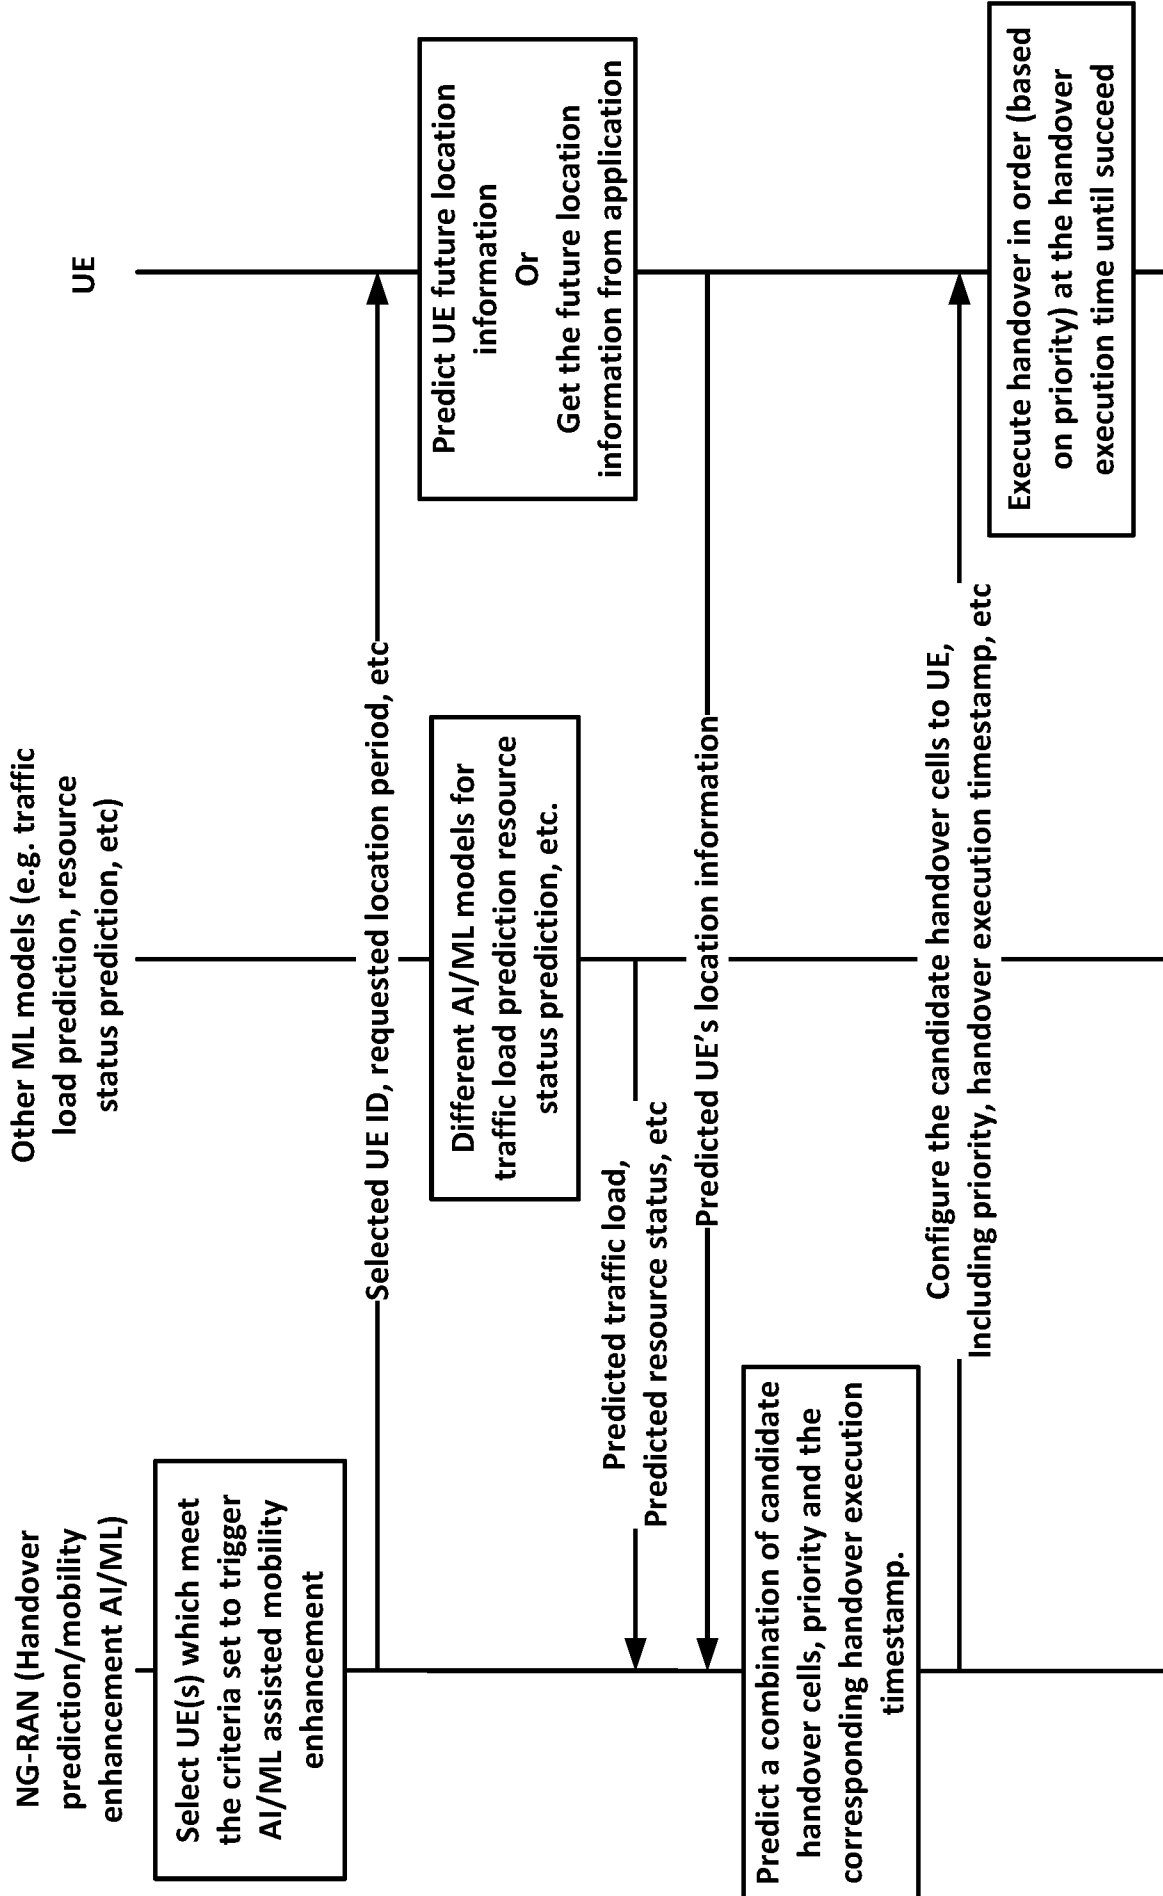 NG-RAN (Handover
prediction/mobility
enhancement AI/ML)
Other ML models (e.g. traffic
load prediction, resource
status prediction, etc)
UE
Select UE(s) which meet
the criteria set to trigger
AI/ML assisted mobility
enhancement
Selected UE ID, requested location period, etc
Predict UE future location
information
Or
Get the future location
information from application
Different AI/ML models for
traffic load prediction resource
status prediction, etc.
Predicted traffic load,
Predicted resource status, etc
Predicted UE’s location information
Predict a combination of candidate
handover cells, priority and the
corresponding handover execution
timestamp.
Configure the candidate handover cells to UE,
Including priority, handover execution timestamp, etc
Execute handover in order (based
on priority) at the handover
execution time until succeed